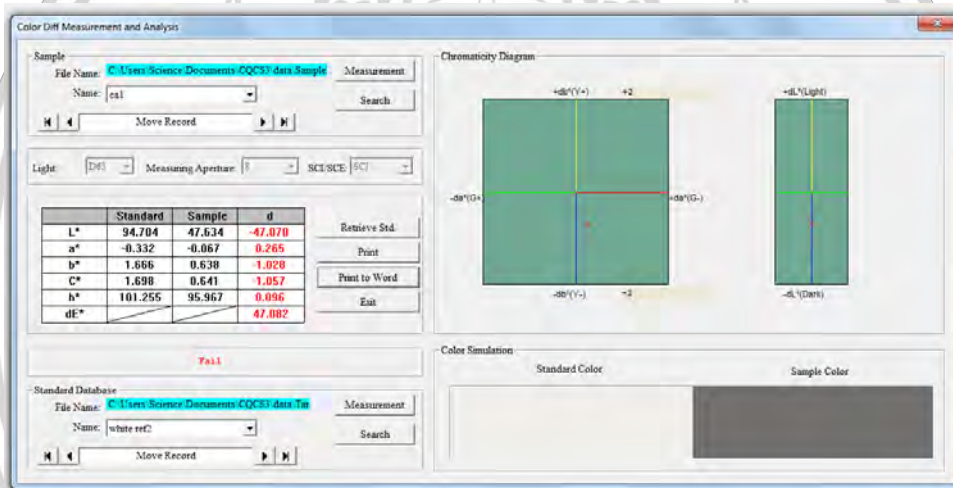 Color Diff Measurement and Analysis
Sample
File Name: C:\Users\Science\Documents\CQCS3\data\Sample
Measurement
Name: ea1
Search
Move Record
Light: D65 Measuring Aperture: 8 SCI/SCE: SCI
Standard Sample d
L* 94.704 47.634 -47.070
a* -0.332 -0.067 0.265
b* 1.666 0.638 -1.028
C* 1.698 0.641 -1.057
h* 101.255 95.967 0.096
dE* 47.082
Retrieve Std.
Print
Print to Word
Exit
Fail
Standard Database
File Name: C:\Users\Science\Documents\CQCS3\data\Tar
Measurement
Name: white ref2
Search
Move Record
Chromaticity Diagram
+db*(Y+) +2
-da*(G+) +da*(G-)
-db*(Y-)
+dL*(Light)
-dL*(Dark)
Color Simulation
Standard Color Sample Color